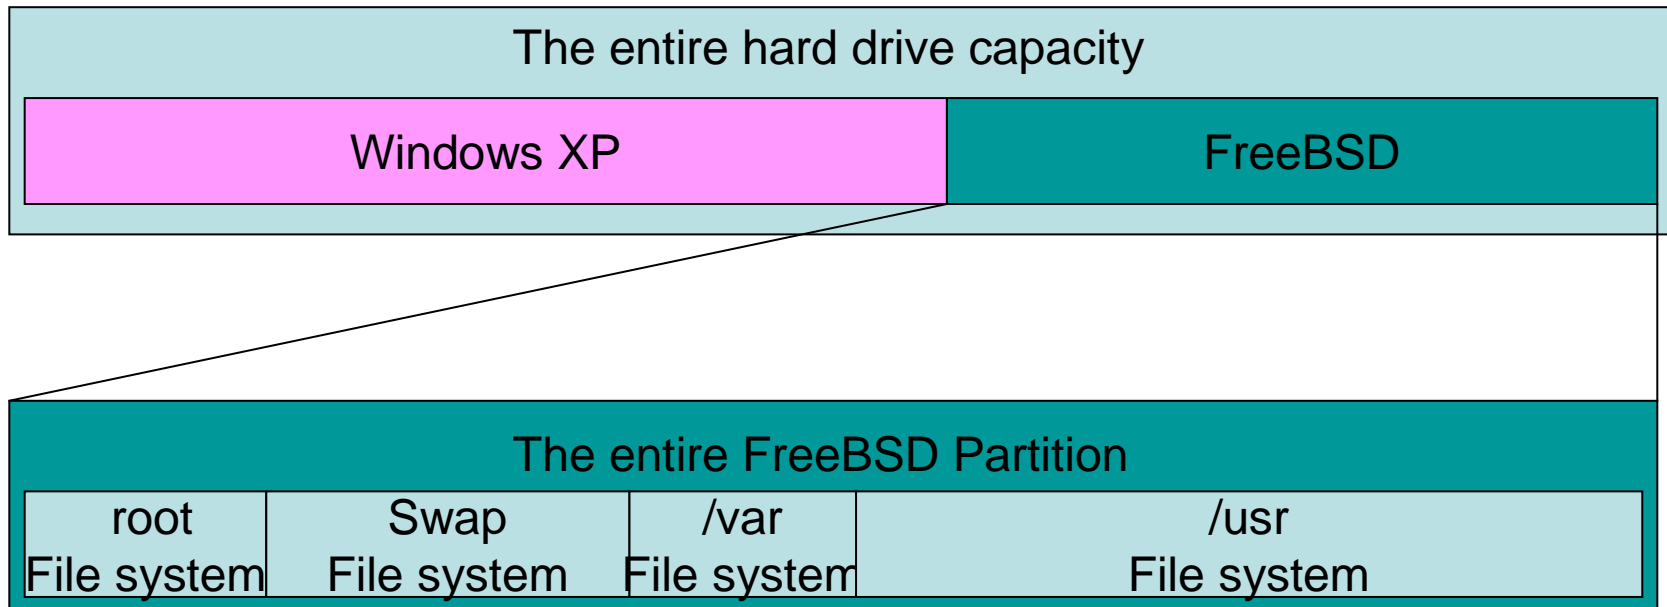 The entire hard drive capacity
Windows XP
FreeBSD
The entire FreeBSD Partition
root
File system
Swap
File system
/var
File system
/usr
File system